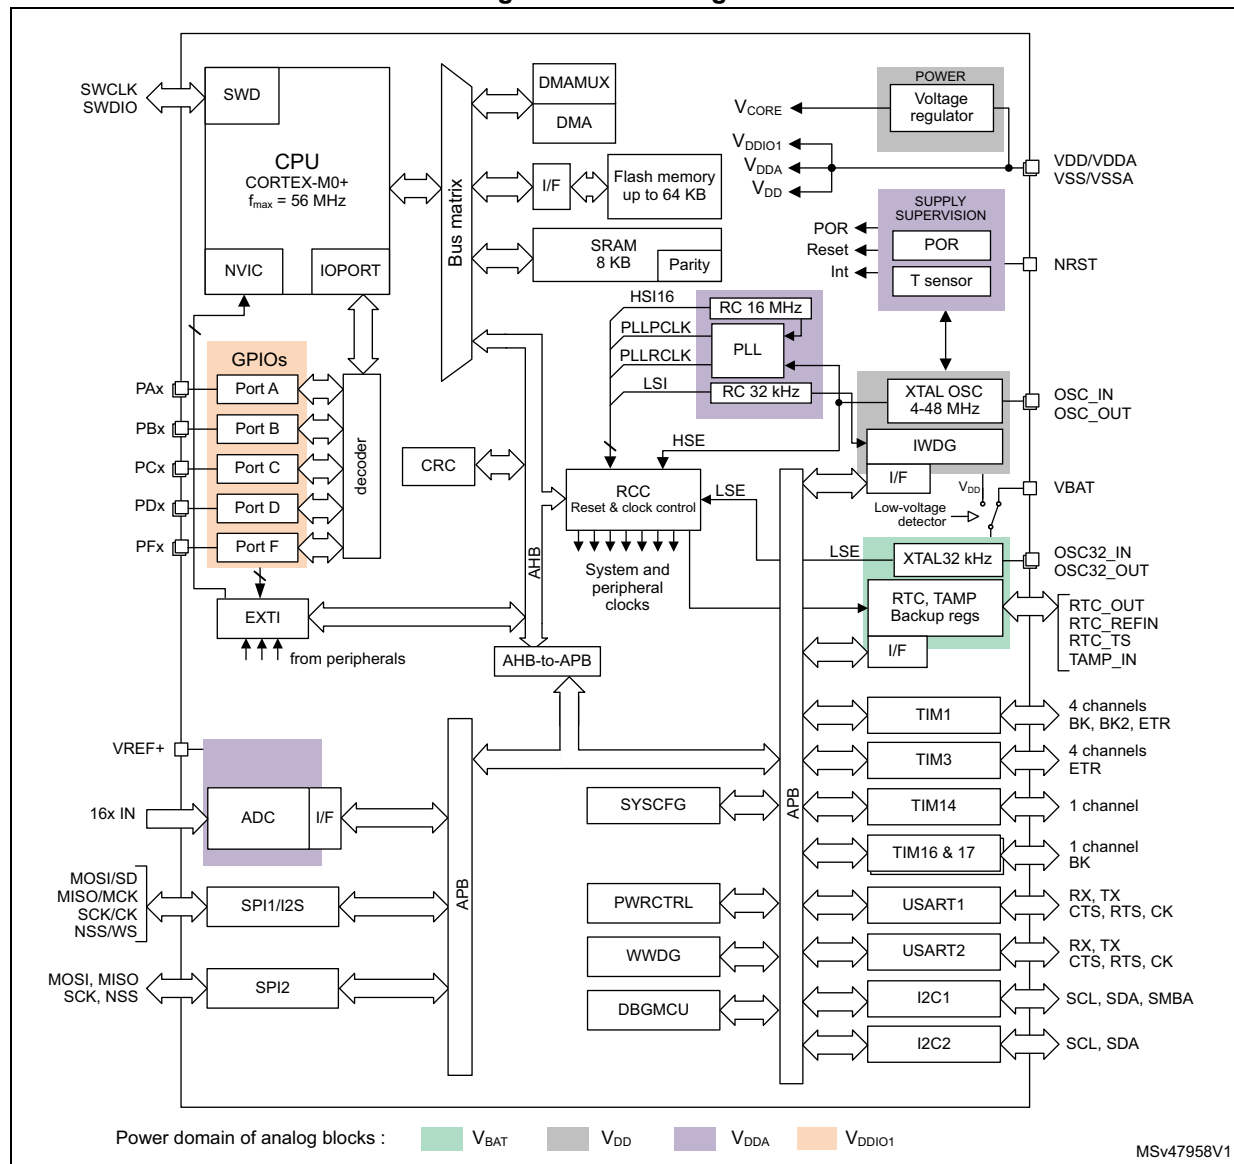 SWCLK
SWDIO
SWD
CPU
CORTEX-M0+
fmax = 56 MHz
NVIC
IOPORT
Bus matrix
DMAMUX
DMA
I/F
Flash memory
up to 64 KB
SRAM
8 KB
Parity
POWER
Voltage
regulator
VCORE
VDDIO1
VDDA
VDD
VDD/VDDA
VSS/VSSA
SUPPLY
SUPERVISION
POR
Reset
Int
POR
T sensor
NRST
HSI16
PLLPCLK
PLLRCLK
LSI
RC 16 MHz
PLL
RC 32 kHz
GPIOs
PAx
Port A
PBx
Port B
PCx
Port C
PDx
Port D
PFx
Port F
decoder
XTAL OSC
4-48 MHz
OSC_IN
OSC_OUT
IWDG
I/F
HSE
CRC
RCC
Reset & clock control
LSE
VDD
VBAT
Low-voltage
detector
LSE
XTAL32 kHz
OSC32_IN
OSC32_OUT
System and
peripheral
clocks
AHB
RTC, TAMP
Backup regs
I/F
RTC_OUT
RTC_REFIN
RTC_TS
TAMP_IN
EXTI
from peripherals
AHB-to-APB
VREF+
16x IN
ADC
I/F
MOSI/SD
MISO/MCK
SCK/CK
NSS/WS
SPI1/I2S
MOSI, MISO
SCK, NSS
SPI2
APB
SYSCFG
PWRCTRL
WWDG
DBGMCU
APB
TIM1
4 channels
BK, BK2, ETR
TIM3
4 channels
ETR
TIM14
1 channel
TIM16 & 17
1 channel
BK
USART1
RX, TX
CTS, RTS, CK
USART2
RX, TX
CTS, RTS, CK
I2C1
SCL, SDA, SMBA
I2C2
SCL, SDA
Power domain of analog blocks :
VBAT
VDD
VDDA
VDDIO1
MSv47958V1